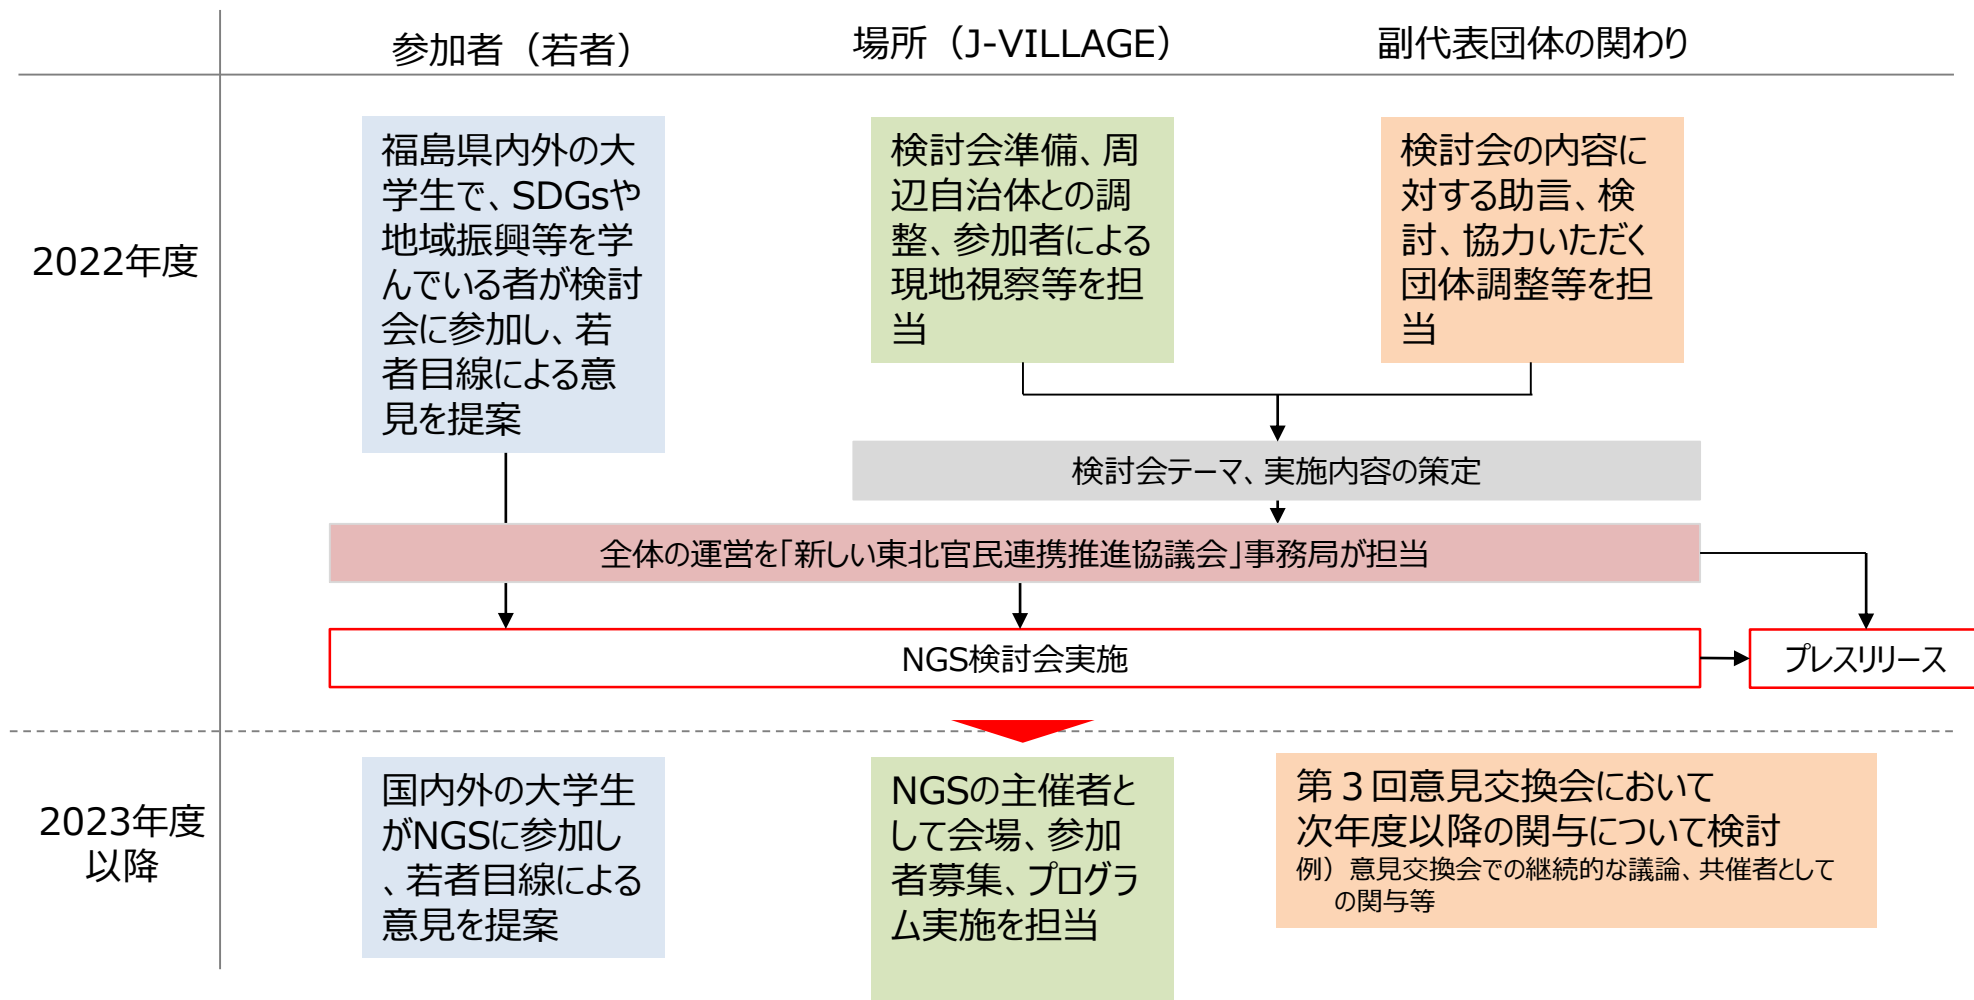 参加者（若者）
場所（J-VILLAGE）
副代表団体の関わり
2022年度
福島県内外の大
学生で、SDGsや
地域振興等を学
んでいる者が検討
会に参加し、若
者目線による意
見を提案
検討会準備、周
辺自治体との調
整、参加者による
現地視察等を担
当
検討会の内容に
対する助言、検
討、協力いただく
団体調整等を担
当
検討会テーマ、実施内容の策定
全体の運営を「新しい東北官民連携推進協議会」事務局が担当
NGS検討会実施
プレスリリース
2023年度
以降
国内外の大学生
がNGSに参加し
、若者目線による
意見を提案
NGSの主催者と
して会場、参加
者募集、プログラ
ム実施を担当
第３回意見交換会において
次年度以降の関与について検討
例）意見交換会での継続的な議論、共催者として
の関与等